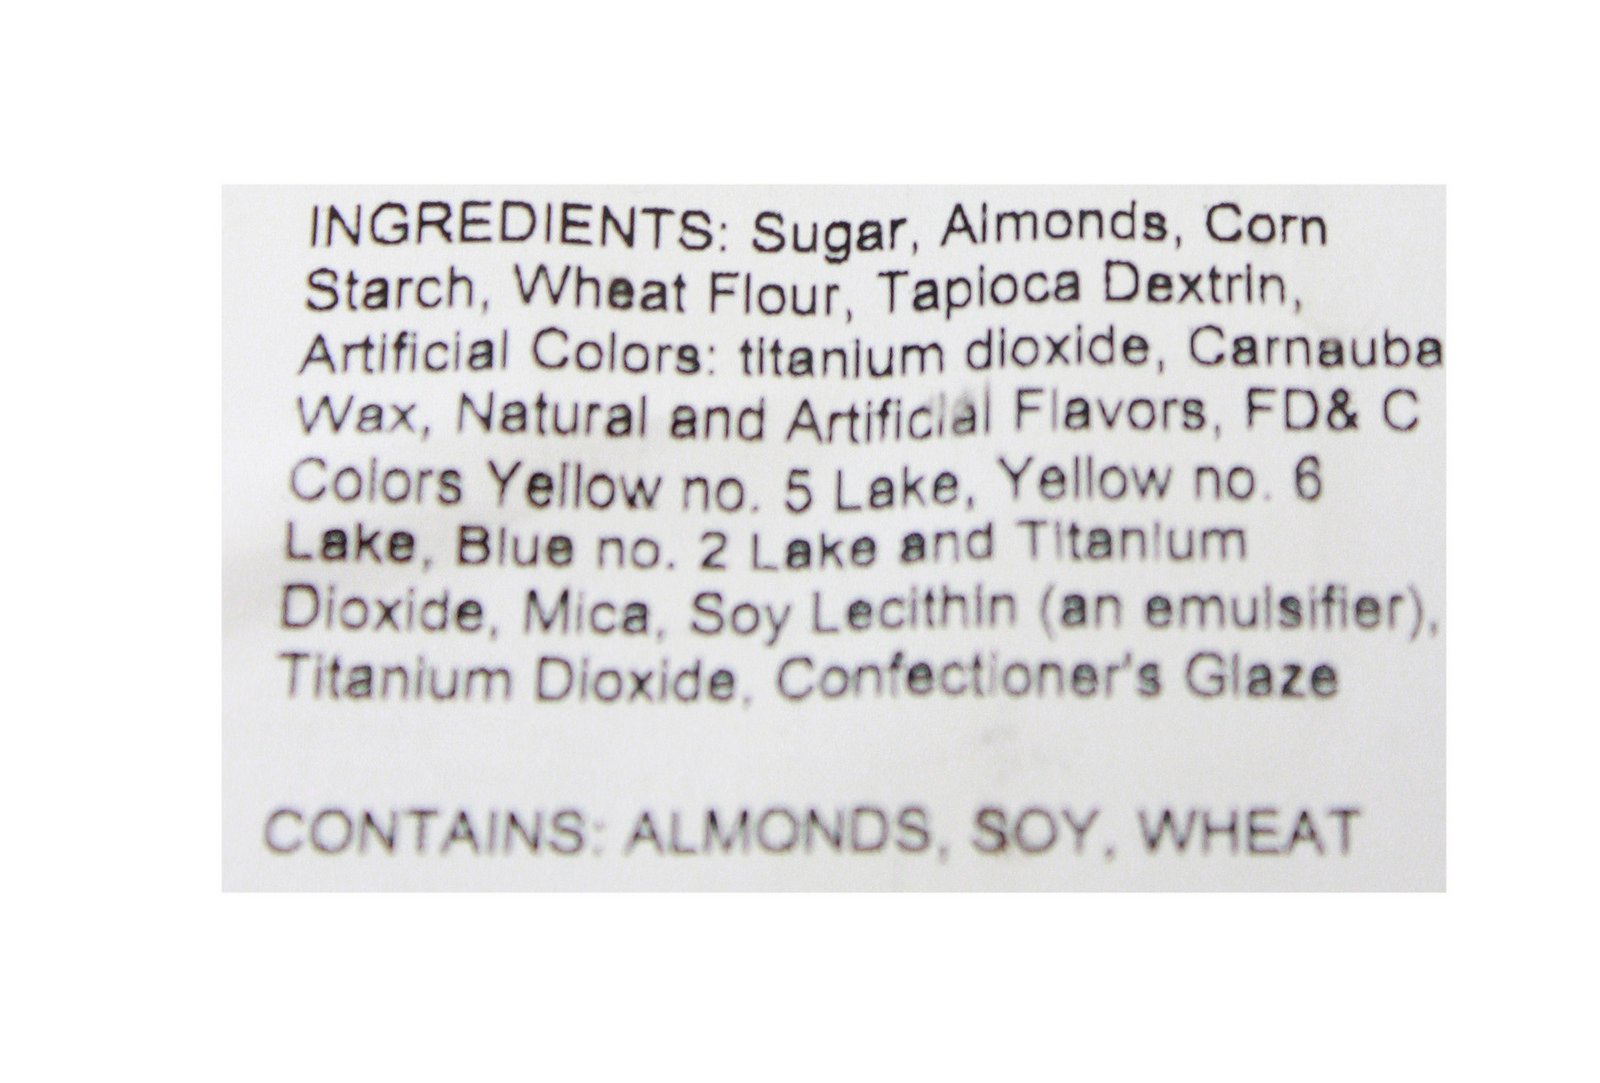 INGREDIENTS: Sugar, Almonds, Corn
Starch, Wheat Flour, Tapioca Dextrin,
Artificial Colors: titanium dioxide, Carnauba
Wax, Natural and Artificial Flavors, FD& C
Colors Yellow no. 5 Lake, Yellow no. 6
Lake, Blue no. 2 Lake and Titanium
Dioxide, Mica, Soy Lecithin (an emulsifier),
Titanium Dioxide, Confectioner's Glaze
CONTAINS: ALMONDS, SOY, WHEAT